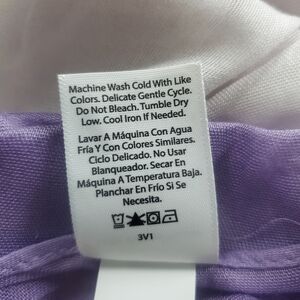 Machine Wash Cold With Like
Colors. Delicate Gentle Cycle.
Do Not Bleach. Tumble Dry
Low. Cool Iron If Needed.
Lavar A Máquina Con Agua
Fría Y Con Colores Similares.
Ciclo Delicado. No Usar
Blanqueador. Secar En
Máquina A Temperatura Baja.
Planchar En Frío Si Se
Necesita.
3V1